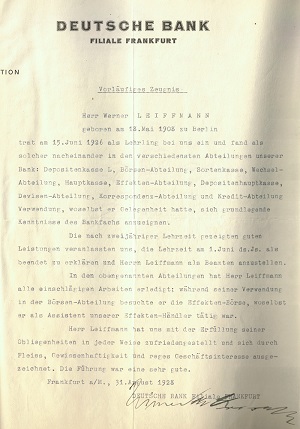 DEUTSCHE BANK
FILIALE FRANKFURT
TION
Vorläufiges Zeugnis
Herr Werner LEIFFMANN
geboren am 12.Mai 1908 zu Berlin
trat am 15.Juni 1926 als Lehrling bei uns ein und fand als
solcher nacheinander in den verschiedensten Abteilungen unserer
Bank: Depositenkasse L, Börsen-Abteilung, Sortenkasse, Wechsel-
Abteilung, Hauptkasse, Effekten-Abteilung, Depositenhauptkasse,
Devisen-Abteilung, Korrespondenz-Abteilung und Kredit-Abteilung
Verwendung, woselbst er Gelegenheit hatte, sich grundlegende
Kenntnisse des Bankfachs anzueignen.
Die nach zweijähriger Lehrzeit gezeigten guten
Leistungen veranlassten uns, die Lehrzeit am 1.Juni ds.Js. als
beendet zu erklären und Herrn Leiffmann als Beamten anzustellen.
In den obengenannten Abteilungen hat Herr Leiffmann
alle einschlägigen Arbeiten erledigt; während seiner Verwendung
in der Börsen-Abteilung besuchte er die Effekten-Börse, woselbst
er als Assistent unserer Effekten-Händler tätig war.
Herr Leiffmann hat uns mit der Erfüllung seiner
Obliegenheiten in jeder Weise zufriedengestellt und sich durch
Fleiss, Gewissenhaftigkeit und reges Geschäftsinteresse ausge-
zeichnet. Die Führung war eine sehr gute.
Frankfurt a/M., 31.August 1928
DEUTSCHE BANK Filiale FRANKFURT